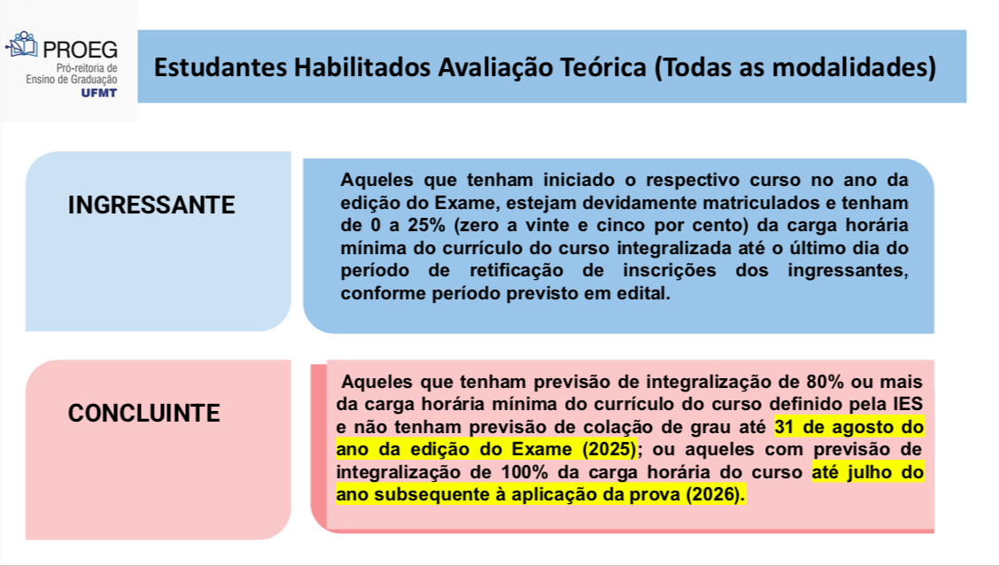 PROEG
Pró-reitoria de
Ensino de Graduação
UFMT
Estudantes Habilitados Avaliação Teórica (Todas as modalidades)
INGRESSANTE
Aqueles que tenham iniciado o respectivo curso no ano da
edição do Exame, estejam devidamente matriculados e tenham
de 0 a 25% (zero a vinte e cinco por cento) da carga horária
mínima do currículo do curso integralizada até o último dia do
período de retificação de inscrições dos ingressantes,
conforme período previsto em edital.
CONCLUINTE
Aqueles que tenham previsão de integralização de 80% ou mais
da carga horária mínima do currículo do curso definido pela IES
e não tenham previsão de colação de grau até 31 de agosto do
ano da edição do Exame (2025); ou aqueles com previsão de
integralização de 100% da carga horária do curso até julho do
ano subsequente à aplicação da prova (2026).